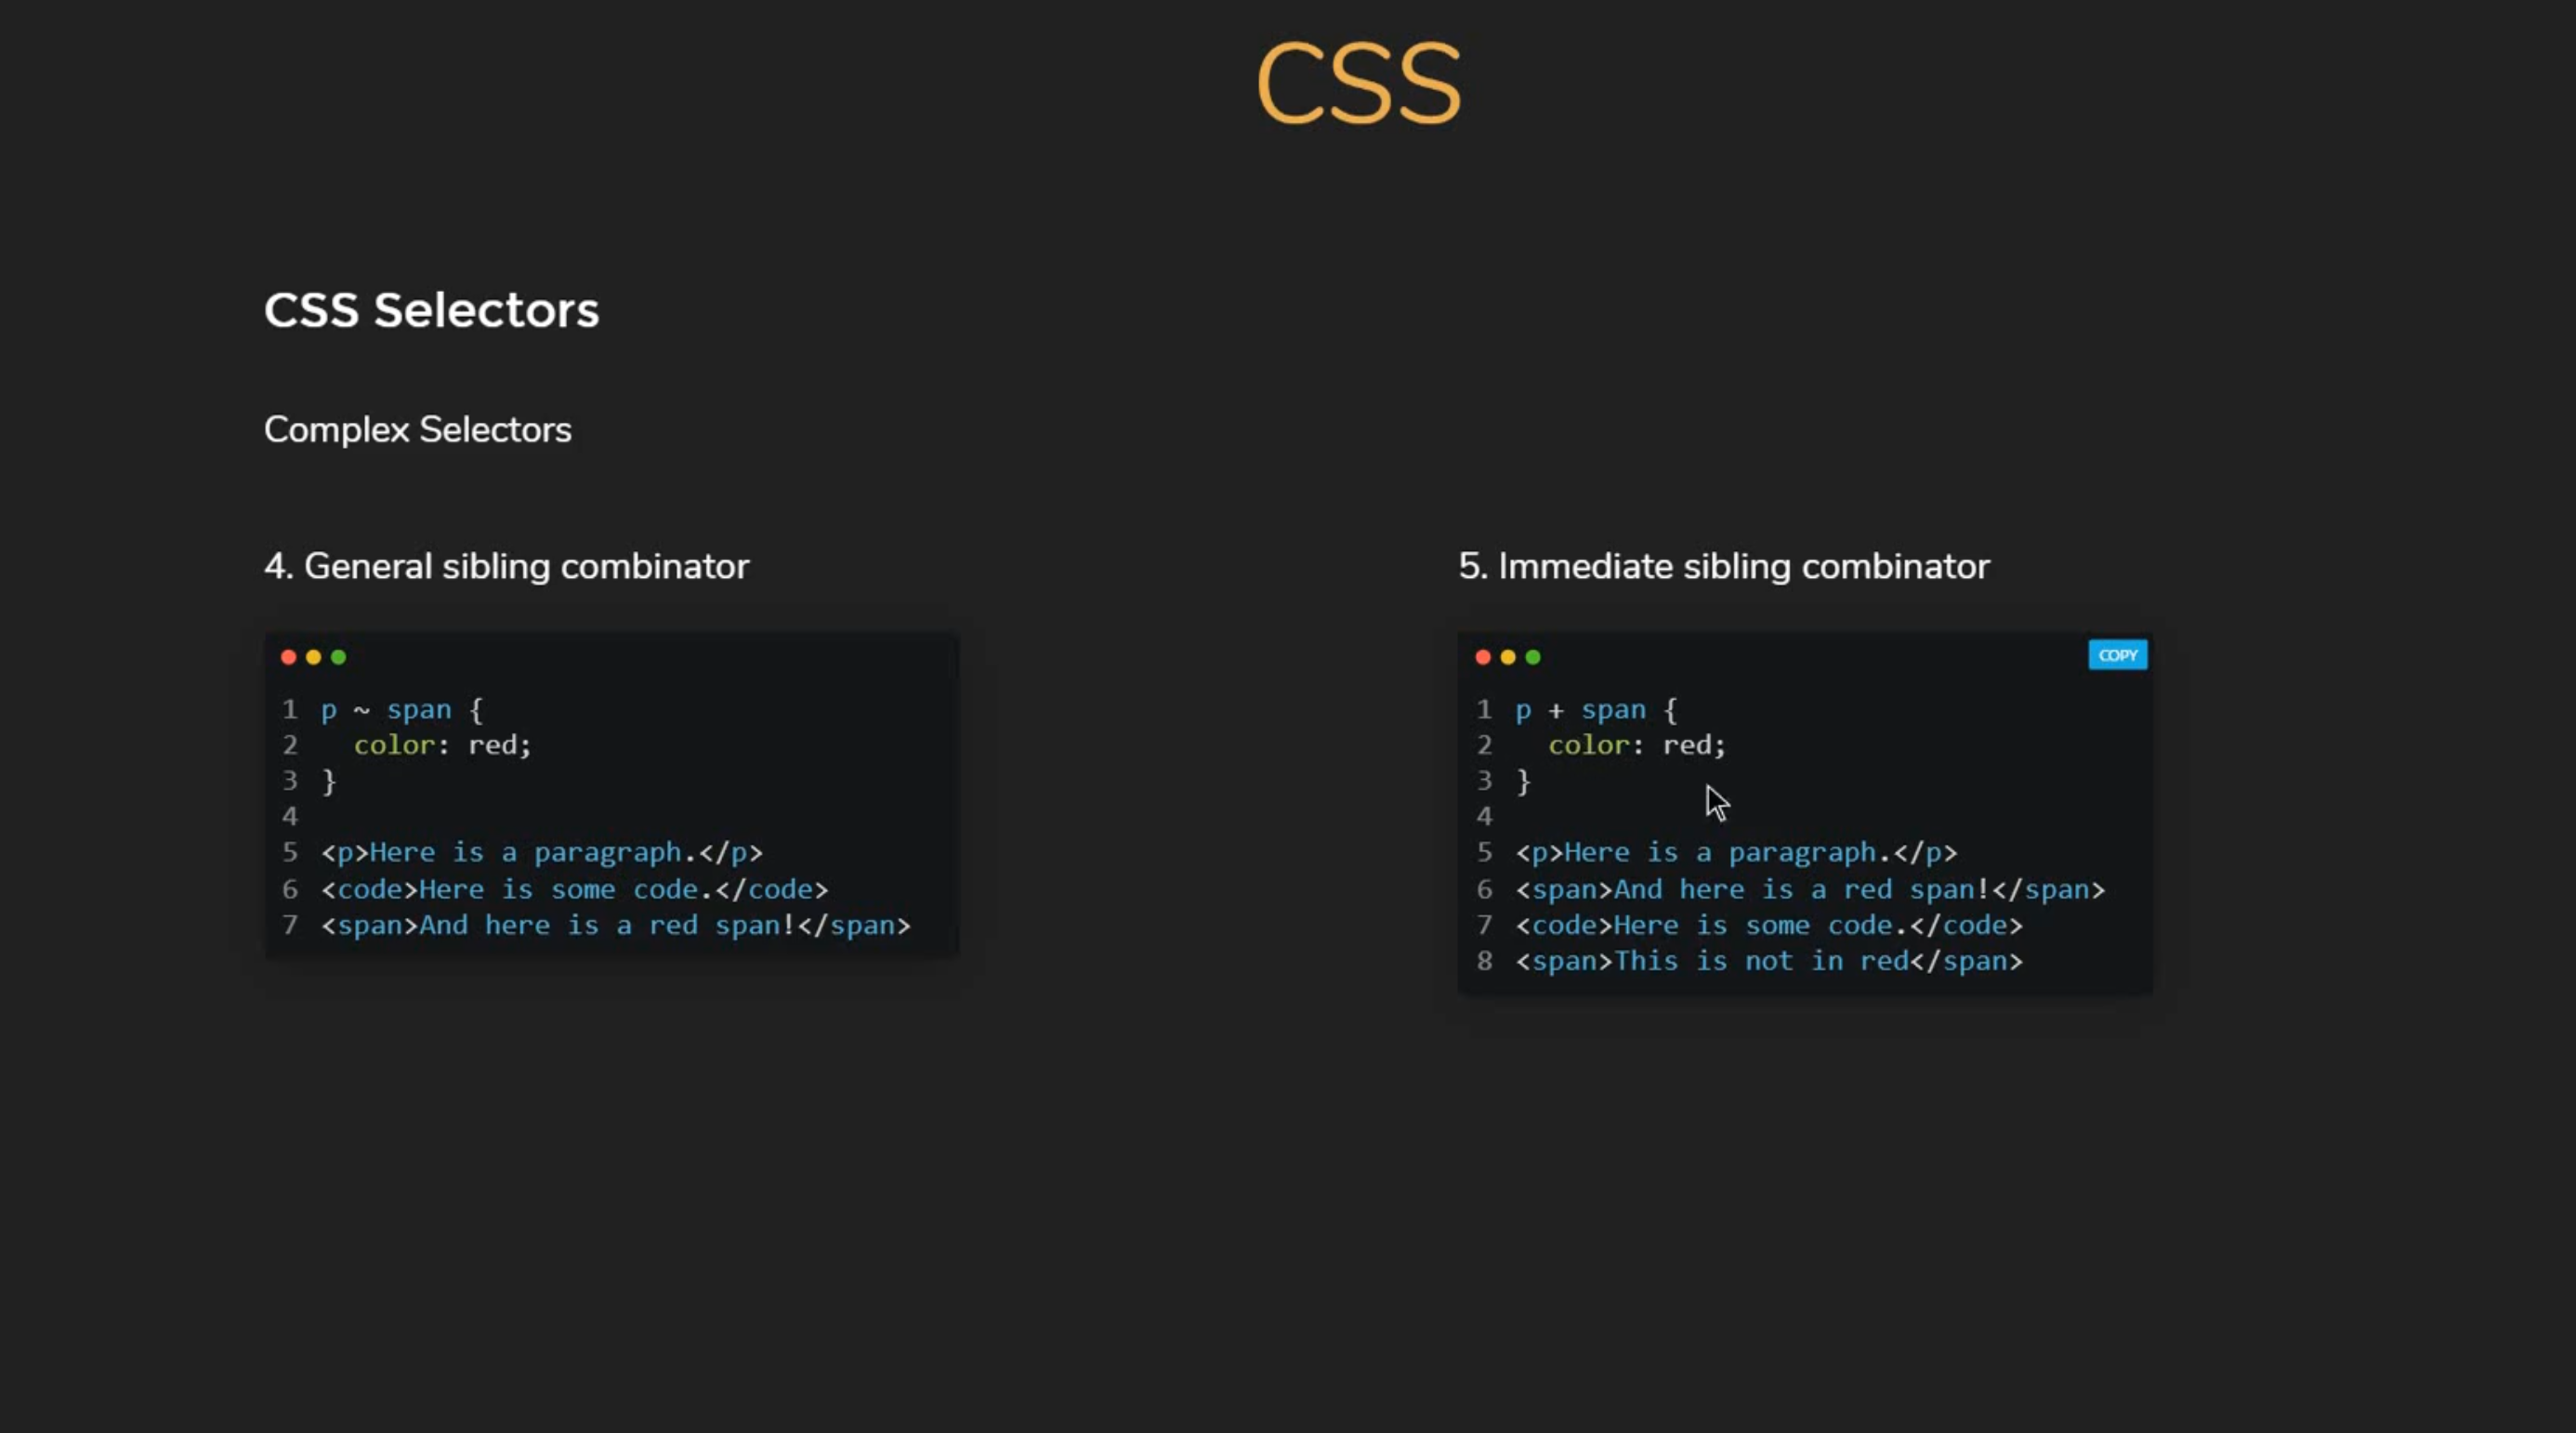 CSS
CSS Selectors
Complex Selectors
4. General sibling combinator
1 p ~ span {
2   color: red;
3 }
4
5 <p>Here is a paragraph.</p>
6 <code>Here is some code.</code>
7 <span>And here is a red span!</span>
5. Immediate sibling combinator
COPY
1 p + span {
2   color: red;
3 }
4
5 <p>Here is a paragraph.</p>
6 <span>And here is a red span!</span>
7 <code>Here is some code.</code>
8 <span>This is not in red</span>